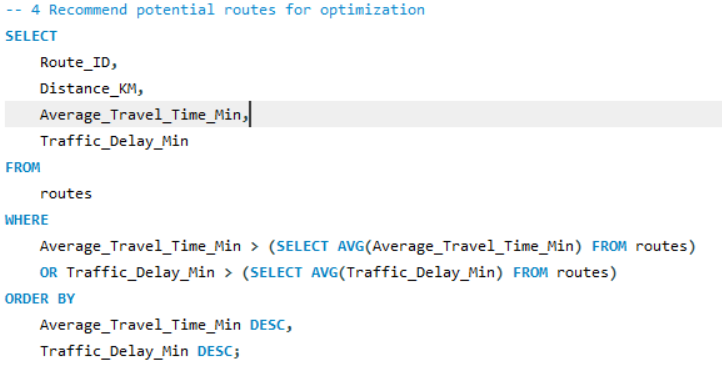 -- 4 Recommend potential routes for optimization
SELECT
    Route_ID,
    Distance_KM,
    Average_Travel_Time_Min,
    Traffic_Delay_Min
FROM
    routes
WHERE
    Average_Travel_Time_Min > (SELECT AVG(Average_Travel_Time_Min) FROM routes)
    OR Traffic_Delay_Min > (SELECT AVG(Traffic_Delay_Min) FROM routes)
ORDER BY
    Average_Travel_Time_Min DESC,
    Traffic_Delay_Min DESC;